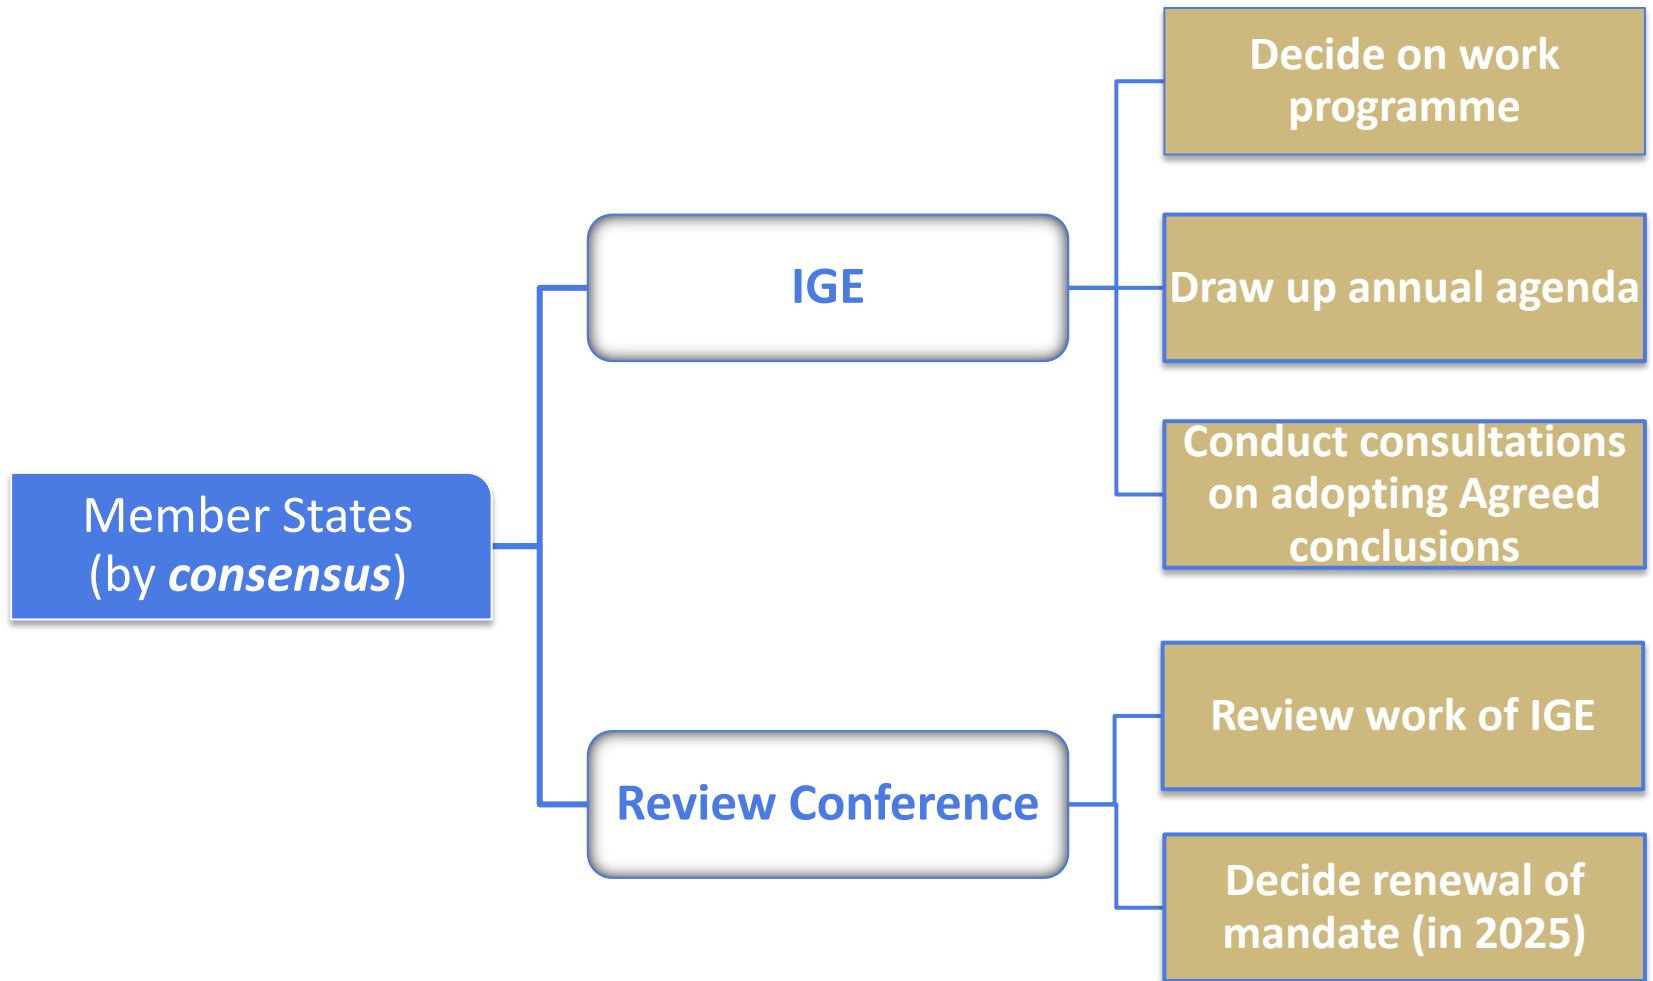 Decide on work
programme
IGE
Draw up annual agenda
Conduct consultations
on adopting Agreed
conclusions
Member States
(by consensus)
Review work of IGE
Review Conference
Decide renewal of
mandate (in 2025)